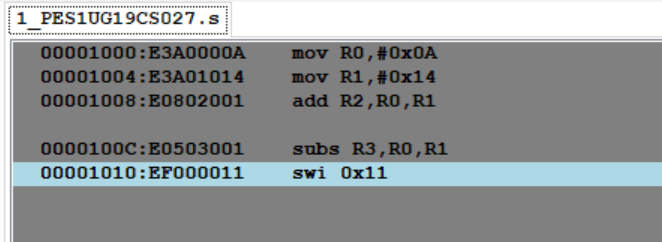 1_PES1UG19CS027.s
00001000:E3A0000A mov R0,#0x0A
00001004:E3A01014 mov R1,#0x14
00001008:E0802001 add R2,R0,R1
0000100C:E0503001 subs R3,R0,R1
00001010:EF000011 swi 0x11